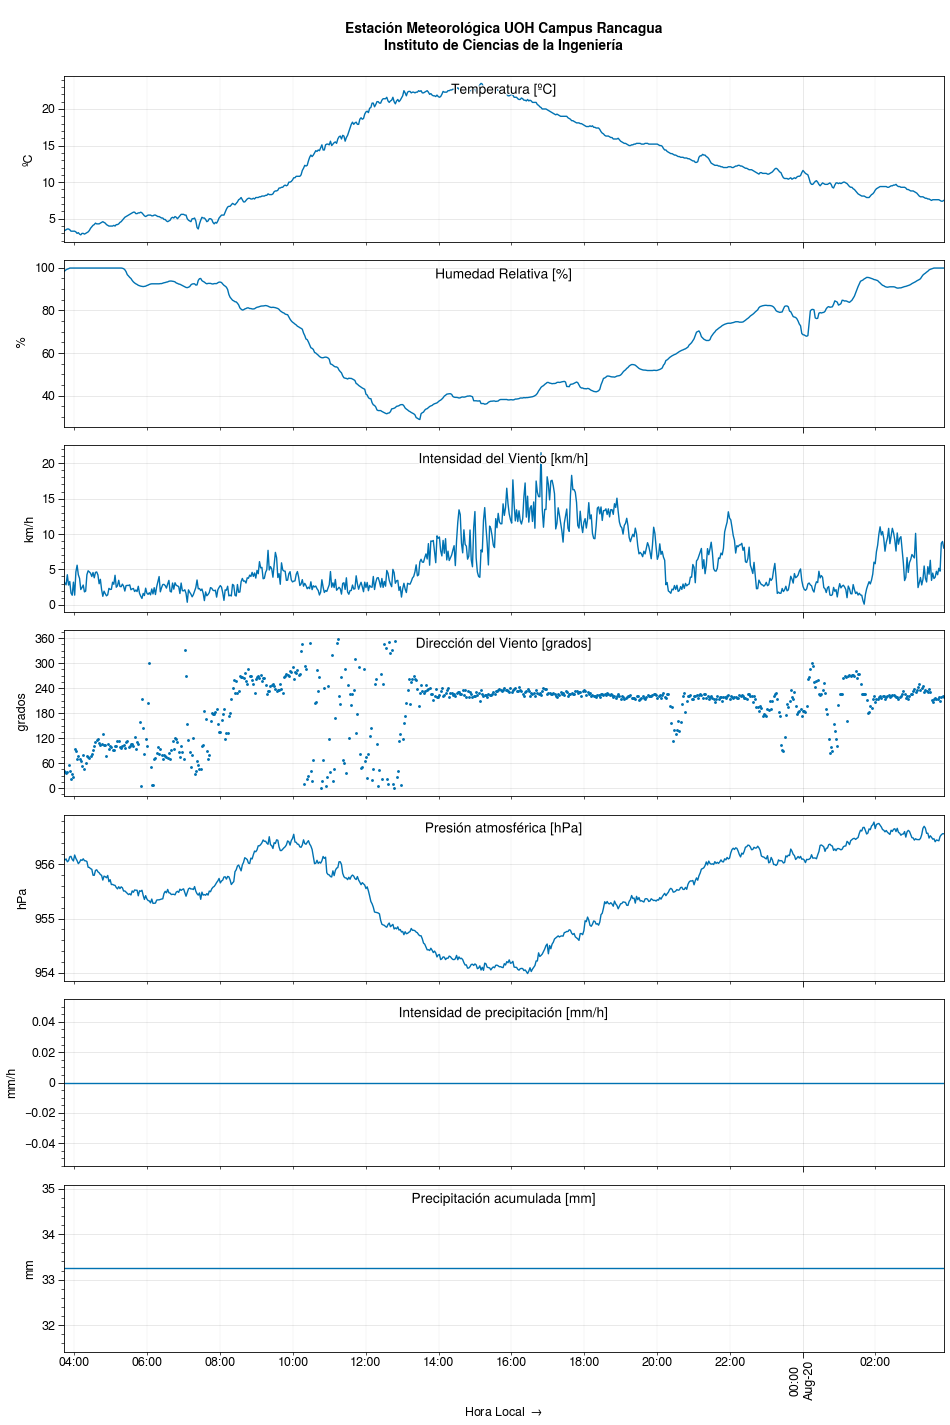 Estación Meteorológica UOH Campus Rancagua
Instituto de Ciencias de la Ingeniería
Temperatura [ºC]
20
15
10
5
ºC
Humedad Relativa [%]
100
80
60
40
%
Intensidad del Viento [km/h]
20
15
10
5
0
km/h
Dirección del Viento [grados]
360
300
240
180
120
60
0
grados
Presión atmosférica [hPa]
956
955
954
hPa
Intensidad de precipitación [mm/h]
0.04
0.02
0
−0.02
−0.04
mm/h
Precipitación acumulada [mm]
35
34
33
32
mm
04:00 06:00 08:00 10:00 12:00 14:00 16:00 18:00 20:00 22:00 00:00 02:00
Aug-20
Hora Local →